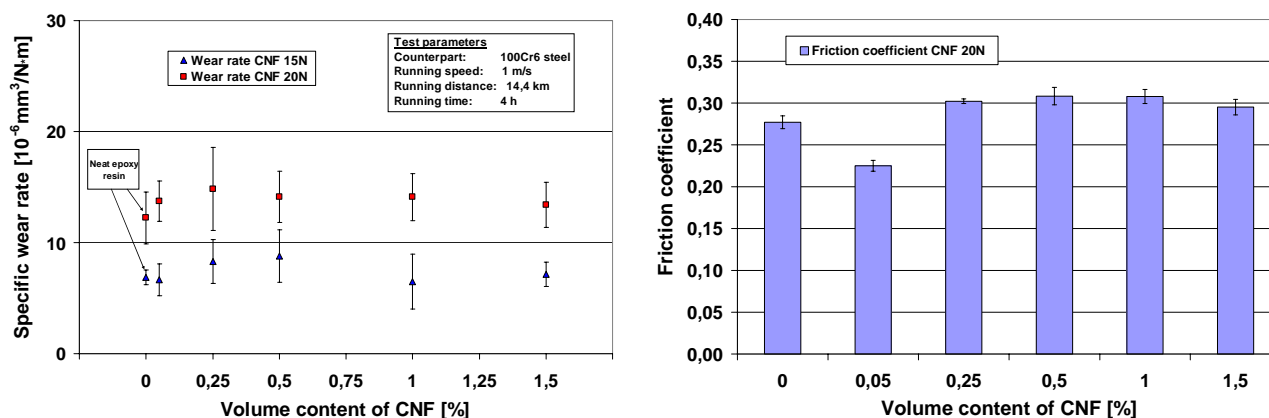 30
20
10
0
Specific wear rate [10⁻⁶mm³/N*m]
Wear rate CNF 15N
Wear rate CNF 20N
Test parameters
Counterpart: 100Cr6 steel
Running speed: 1 m/s
Running distance: 14,4 km
Running time: 4 h
Neat epoxy
resin
0 0,25 0,5 0,75 1 1,25 1,5
Volume content of CNF [%]
0,40
0,35
0,30
0,25
0,20
0,15
0,10
0,05
0,00
Friction coefficient
Friction coefficient CNF 20N
0 0,05 0,25 0,5 1 1,5
Volume content of CNF [%]